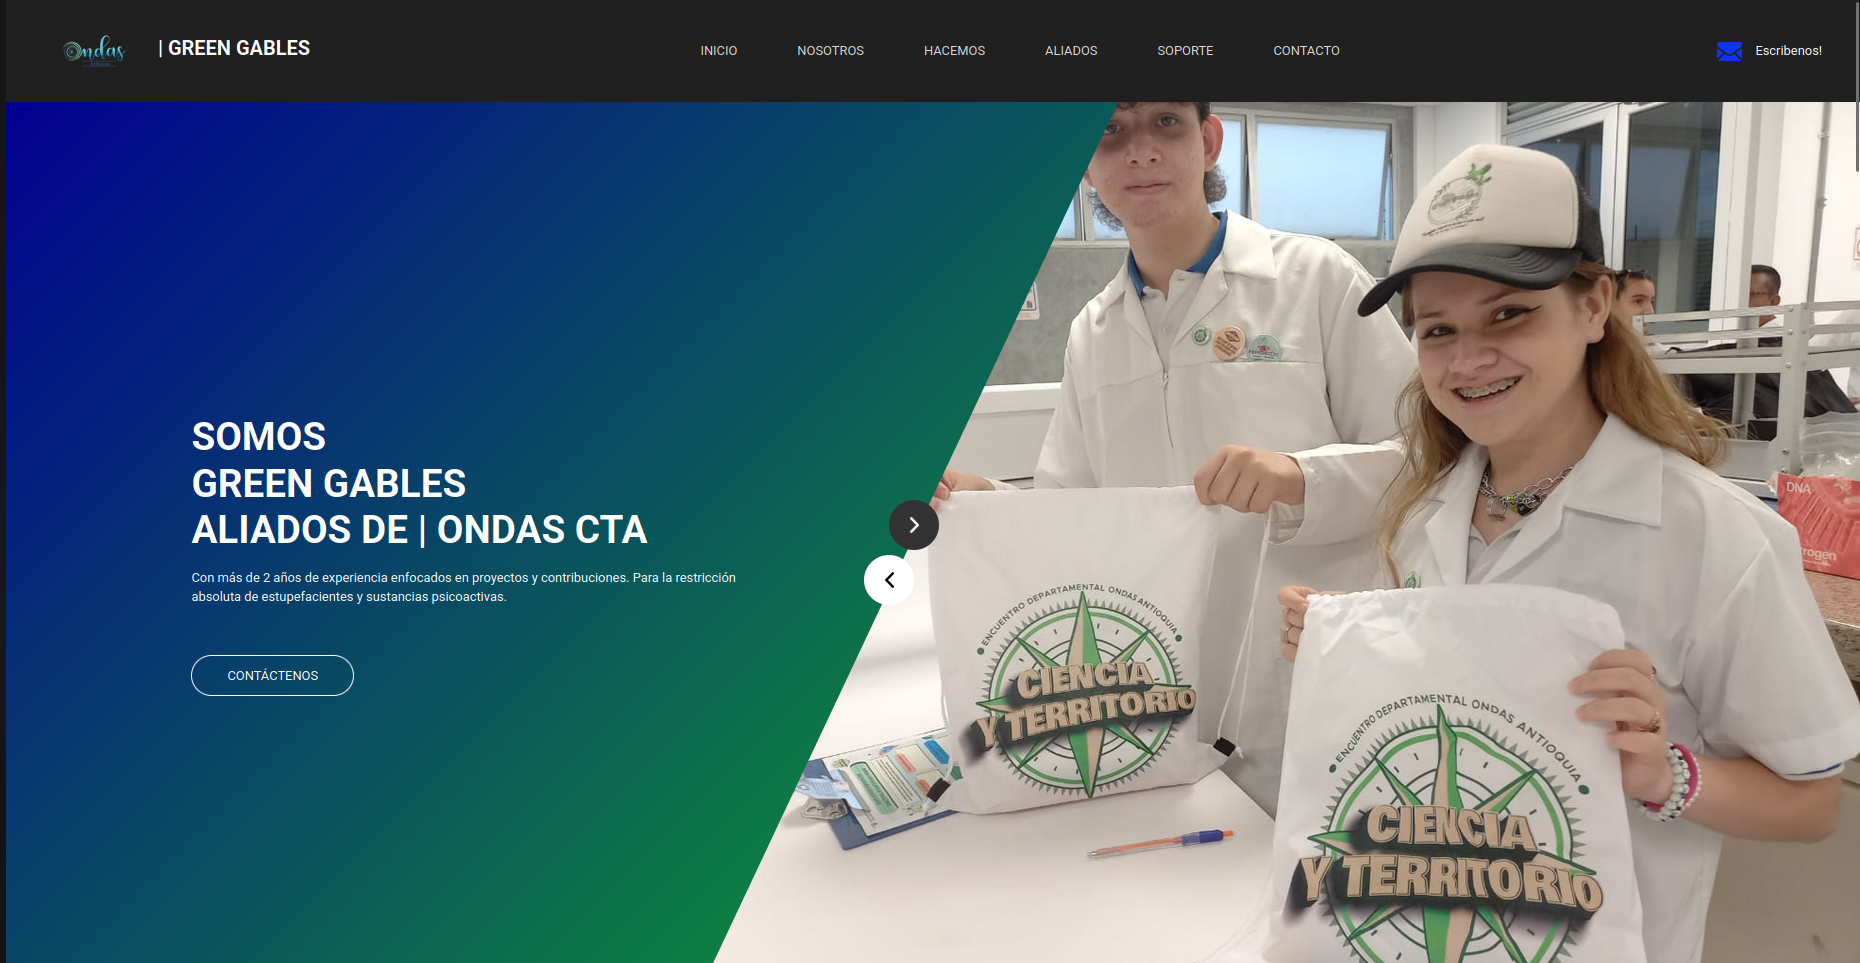 Ondas
| GREEN GABLES
INICIO
NOSOTROS
HACEMOS
ALIADOS
SOPORTE
CONTACTO
Escribenos!
SOMOS
GREEN GABLES
ALIADOS DE | ONDAS CTA
Con más de 2 años de experiencia enfocados en proyectos y contribuciones. Para la restricción
absoluta de estupefacientes y sustancias psicoactivas.
CONTÁCTENOS
ENCUENTRO DEPARTAMENTAL ONDAS ANTIOQUIA
CIENCIA
Y TERRITORIO
ENCUENTRO DEPARTAMENTAL ONDAS ANTIOQUIA
CIENCIA
Y TERRITORIO
DNA